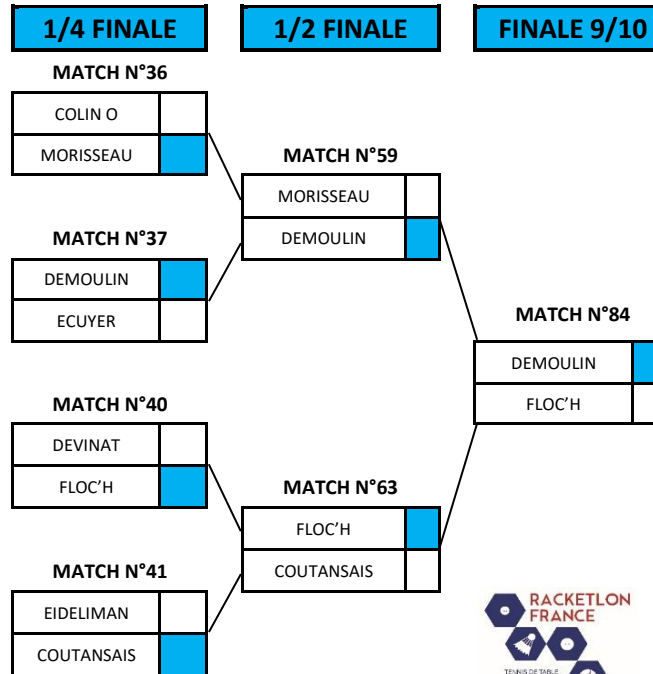 1/4 FINALE
1/2 FINALE
FINALE 9/10
MATCH N°36
COLIN O
MORISSEAU
MATCH N°59
MORISSEAU
DEMOULIN
MATCH N°37
DEMOULIN
ECUYER
MATCH N°84
DEMOULIN
FLOC'H
MATCH N°40
DEVINAT
FLOC'H
MATCH N°63
FLOC'H
COUTANSAIS
MATCH N°41
EIDELIMAN
COUTANSAIS
RACKETLON
FRANCE
TENNIS DE TABLE